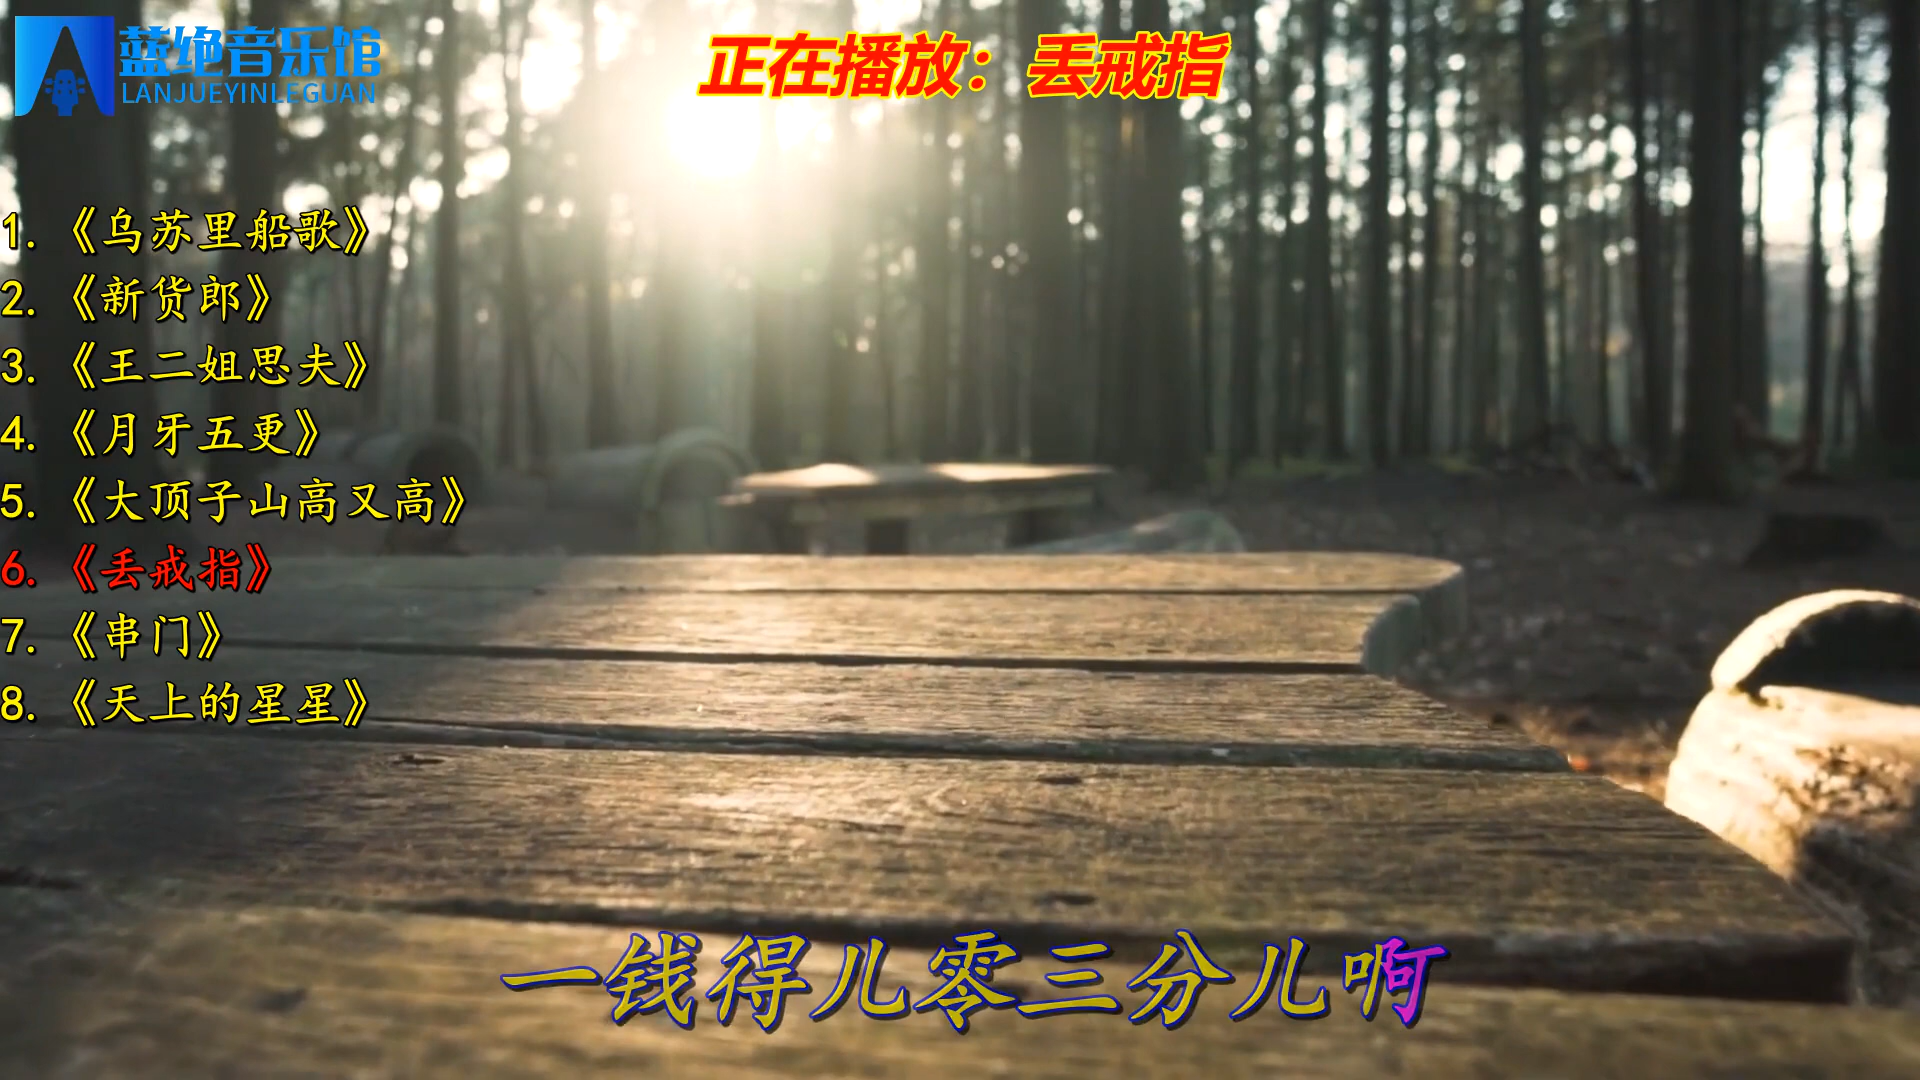 蓝绝音乐馆
LANJUEYINLEGUAN
正在播放：丢戒指
1. 《乌苏里船歌》
2. 《新货郎》
3. 《王二姐思夫》
4. 《月牙五更》
5. 《大顶子山高又高》
6. 《丢戒指》
7. 《串门》
8. 《天上的星星》
一钱得儿零三分儿啊